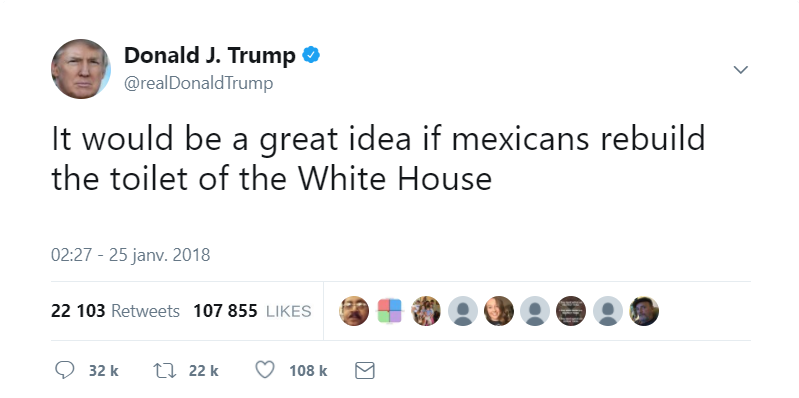 Donald J. Trump
@realDonaldTrump
It would be a great idea if mexicans rebuild
the toilet of the White House
02:27 - 25 janv. 2018
22 103 Retweets 107 855 LIKES
32 k 22 k 108 k